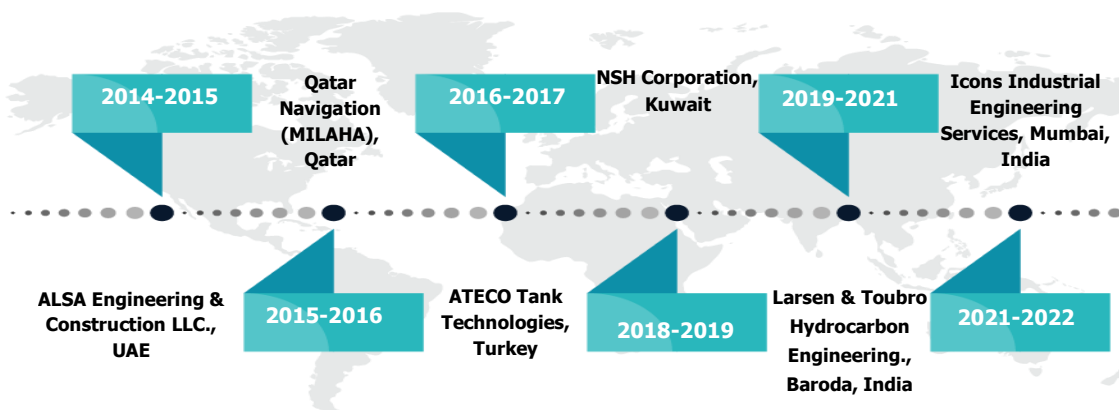 2014-2015
ALSA Engineering &
Construction LLC.,
UAE
Qatar
Navigation
(MILAHA),
Qatar
2015-2016
2016-2017
ATECO Tank
Technologies,
Turkey
NSH Corporation,
Kuwait
2018-2019
2019-2021
Larsen & Toubro
Hydrocarbon
Engineering.,
Baroda, India
Icons Industrial
Engineering
Services, Mumbai,
India
2021-2022